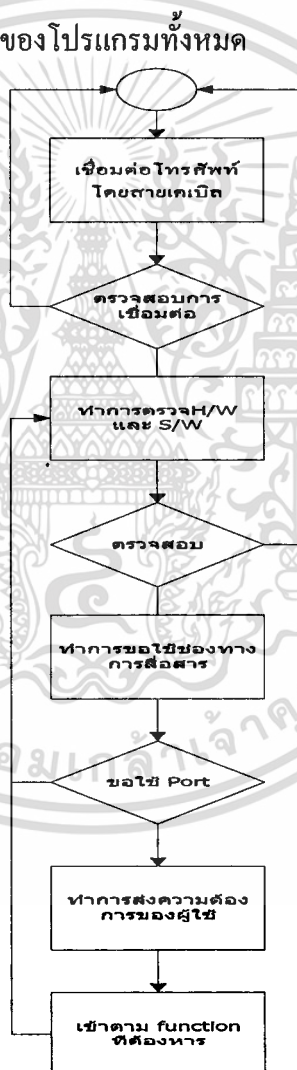 ของโปรแกรมทั้งหมด
เชื่อมต่อโทรศัพท์
โดยสายเคเบิล
ตรวจสอบการ
เชื่อมต่อ
ทำการตรวจH/W
และ S/W
ตรวจสอบ
ทำการขอใช้ช่องทาง
การสื่อสาร
ขอใช้ Port
ทำการส่งความต้อง
การของผู้ใช้
เข้าตาม function
ที่ต้องหาร